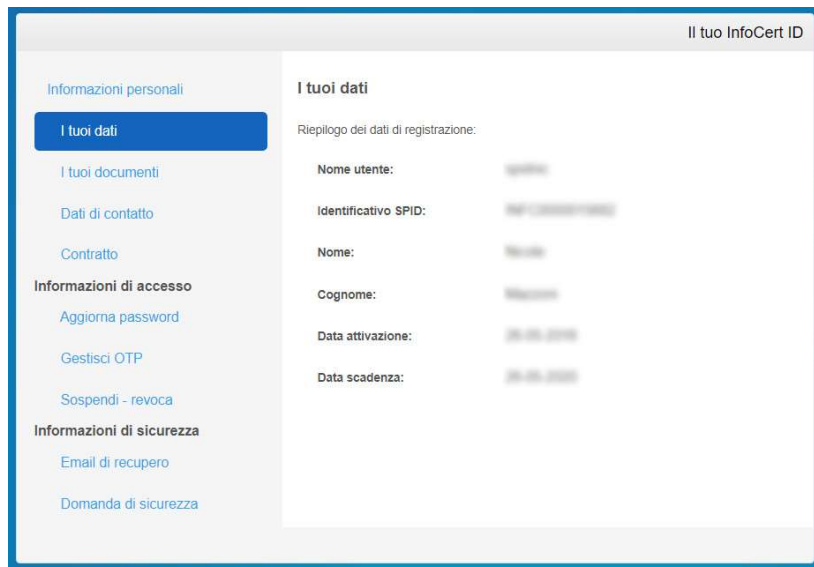 Il tuo InfoCert ID
Informazioni personali
I tuoi dati
I tuoi documenti
Dati di contatto
Contratto
Informazioni di accesso
Aggiorna password
Gestisci OTP
Sospendi - revoca
Informazioni di sicurezza
Email di recupero
Domanda di sicurezza
I tuoi dati
Riepilogo dei dati di registrazione:
Nome utente:
Identificativo SPID:
Nome:
Cognome:
Data attivazione:
Data scadenza: